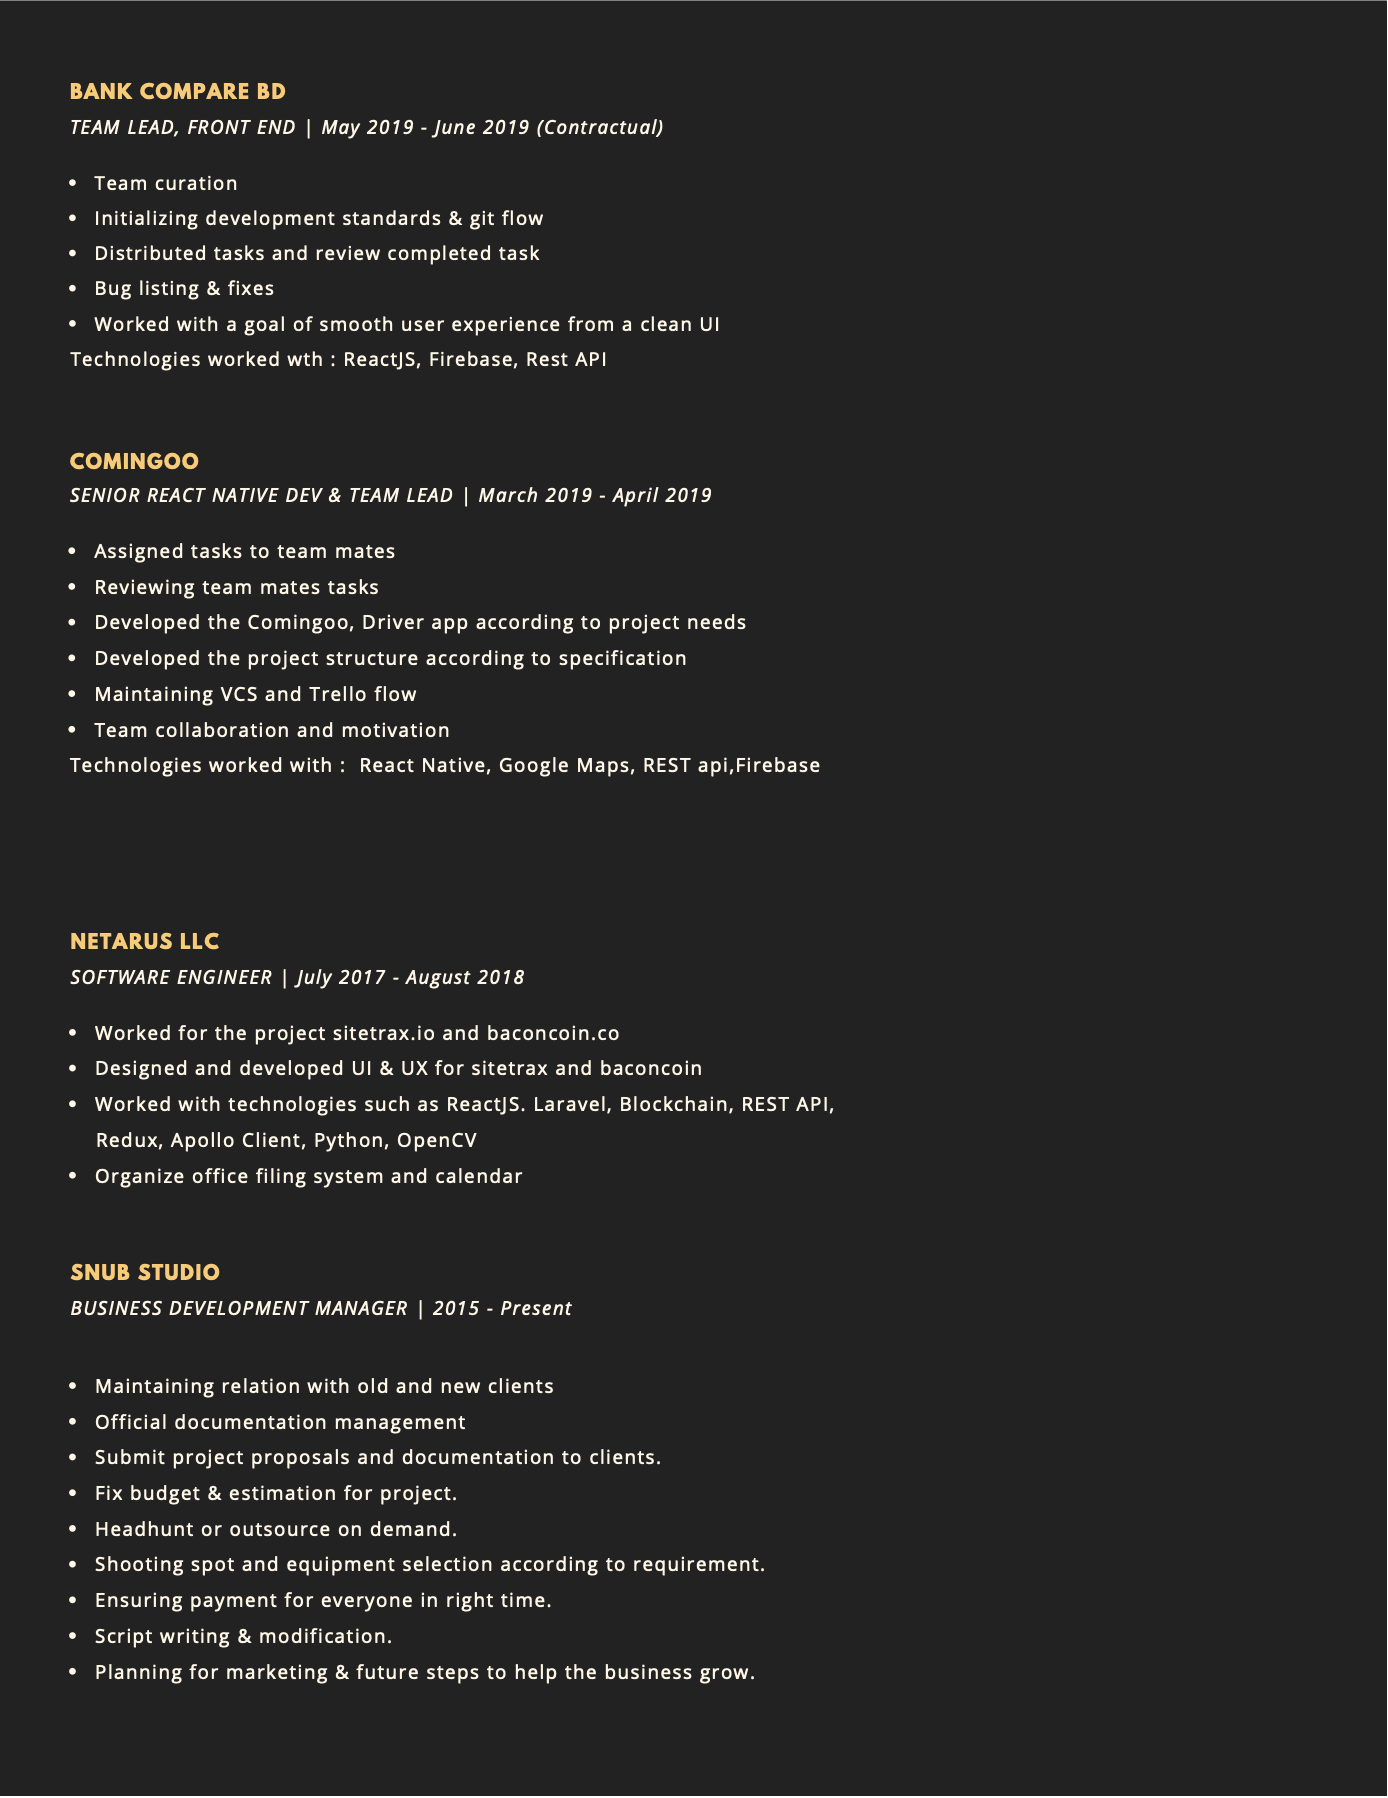 BANK COMPARE BD
TEAM LEAD, FRONT END | May 2019 - June 2019 (Contractual)
• Team curation
• Initializing development standards & git flow
• Distributed tasks and review completed task
• Bug listing & fixes
• Worked with a goal of smooth user experience from a clean UI
Technologies worked wth : ReactJS, Firebase, Rest API
COMINGOO
SENIOR REACT NATIVE DEV & TEAM LEAD | March 2019 - April 2019
• Assigned tasks to team mates
• Reviewing team mates tasks
• Developed the Comingoo, Driver app according to project needs
• Developed the project structure according to specification
• Maintaining VCS and Trello flow
• Team collaboration and motivation
Technologies worked with :  React Native, Google Maps, REST api,Firebase
NETARUS LLC
SOFTWARE ENGINEER | July 2017 - August 2018
• Worked for the project sitetrax.io and baconcoin.co
• Designed and developed UI & UX for sitetrax and baconcoin
• Worked with technologies such as ReactJS. Laravel, Blockchain, REST API,
Redux, Apollo Client, Python, OpenCV
• Organize office filing system and calendar
SNUB STUDIO
BUSINESS DEVELOPMENT MANAGER | 2015 - Present
• Maintaining relation with old and new clients
• Official documentation management
• Submit project proposals and documentation to clients.
• Fix budget & estimation for project.
• Headhunt or outsource on demand.
• Shooting spot and equipment selection according to requirement.
• Ensuring payment for everyone in right time.
• Script writing & modification.
• Planning for marketing & future steps to help the business grow.